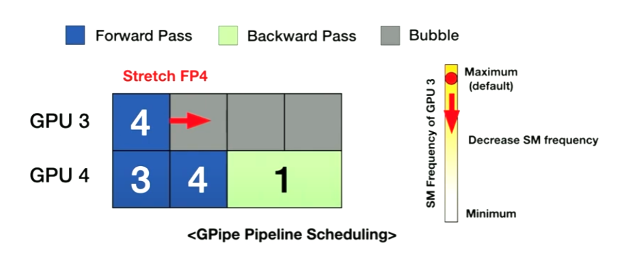 Forward Pass
Backward Pass
Bubble
Stretch FP4
GPU 3
4
GPU 4
3
4
1
<GPipe Pipeline Scheduling>
SM Frequency of GPU 3
Maximum
(default)
Decrease SM frequency
Minimum